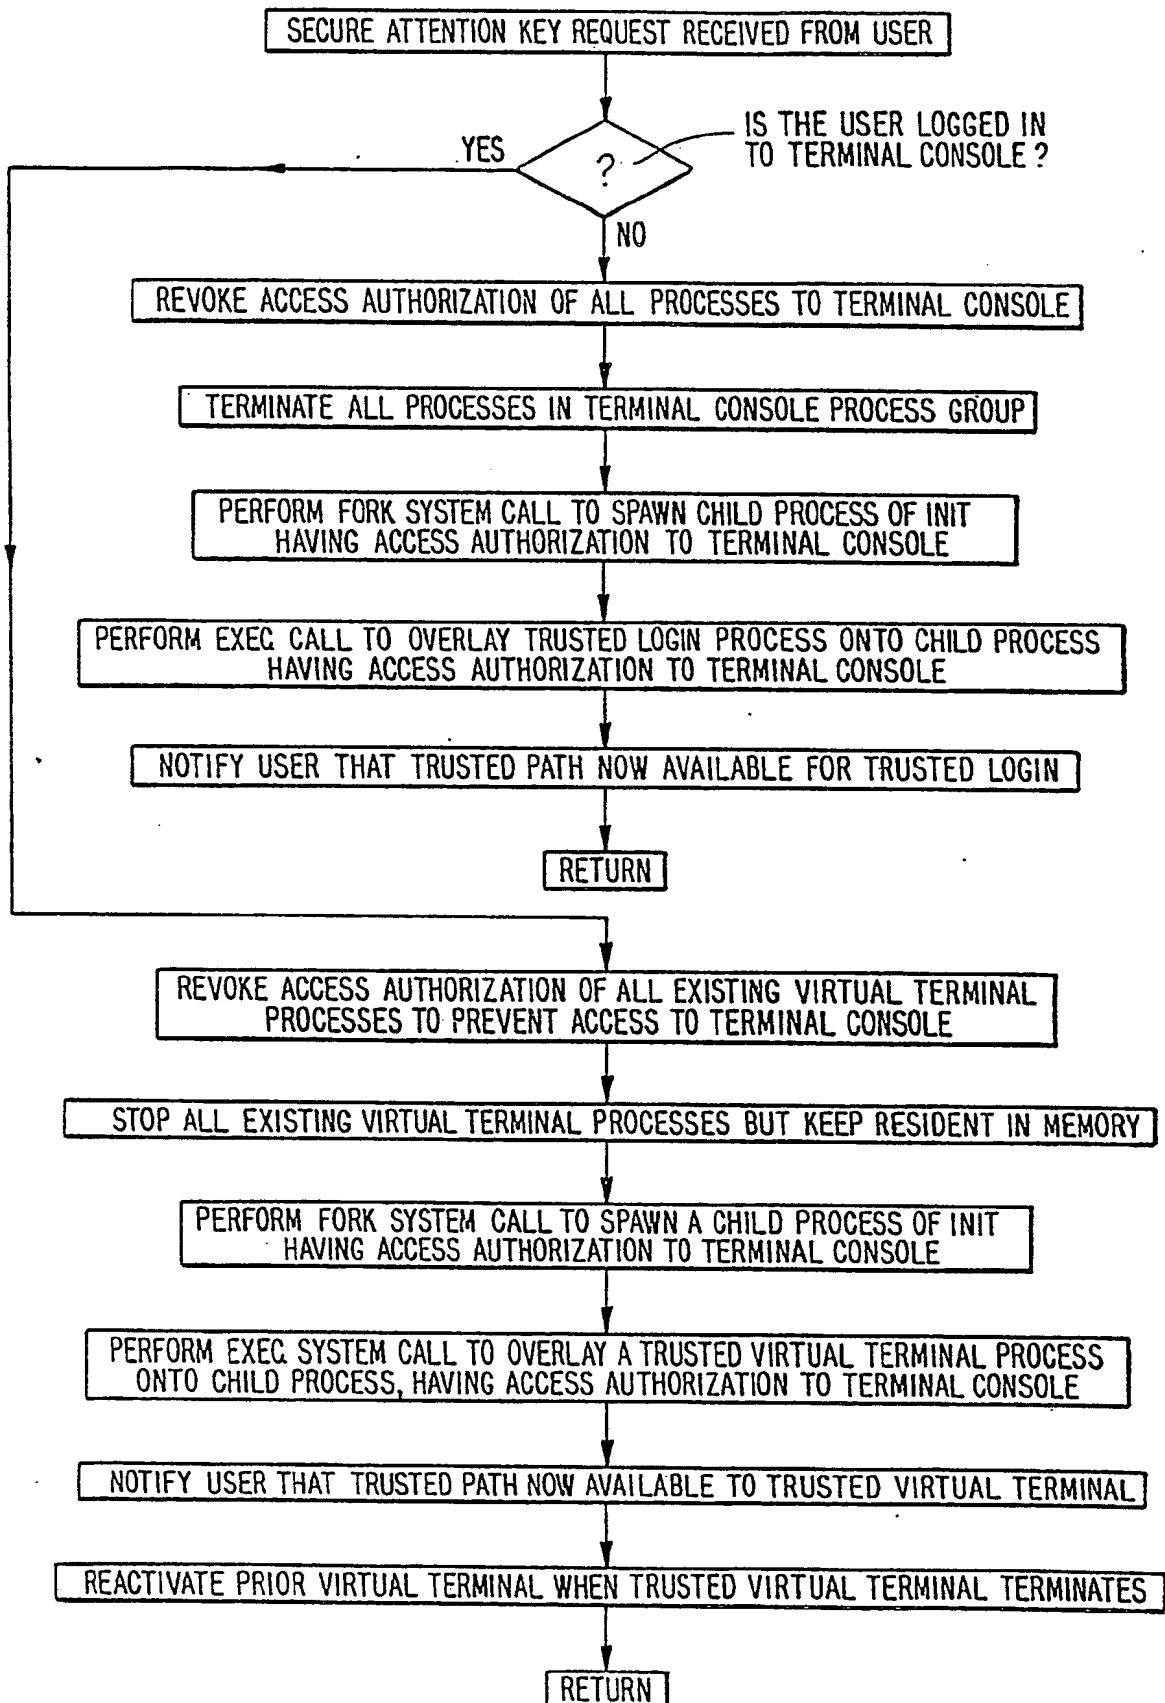 SECURE ATTENTION KEY REQUEST RECEIVED FROM USER
IS THE USER LOGGED IN
TO TERMINAL CONSOLE ?
YES
?
NO
REVOKE ACCESS AUTHORIZATION OF ALL PROCESSES TO TERMINAL CONSOLE
TERMINATE ALL PROCESSES IN TERMINAL CONSOLE PROCESS GROUP
PERFORM FORK SYSTEM CALL TO SPAWN CHILD PROCESS OF INIT
HAVING ACCESS AUTHORIZATION TO TERMINAL CONSOLE
PERFORM EXEC CALL TO OVERLAY TRUSTED LOGIN PROCESS ONTO CHILD PROCESS
HAVING ACCESS AUTHORIZATION TO TERMINAL CONSOLE
NOTIFY USER THAT TRUSTED PATH NOW AVAILABLE FOR TRUSTED LOGIN
RETURN
REVOKE ACCESS AUTHORIZATION OF ALL EXISTING VIRTUAL TERMINAL
PROCESSES TO PREVENT ACCESS TO TERMINAL CONSOLE
STOP ALL EXISTING VIRTUAL TERMINAL PROCESSES BUT KEEP RESIDENT IN MEMORY
PERFORM FORK SYSTEM CALL TO SPAWN A CHILD PROCESS OF INIT
HAVING ACCESS AUTHORIZATION TO TERMINAL CONSOLE
PERFORM EXEC SYSTEM CALL TO OVERLAY A TRUSTED VIRTUAL TERMINAL PROCESS
ONTO CHILD PROCESS, HAVING ACCESS AUTHORIZATION TO TERMINAL CONSOLE
NOTIFY USER THAT TRUSTED PATH NOW AVAILABLE TO TRUSTED VIRTUAL TERMINAL
REACTIVATE PRIOR VIRTUAL TERMINAL WHEN TRUSTED VIRTUAL TERMINAL TERMINATES
RETURN